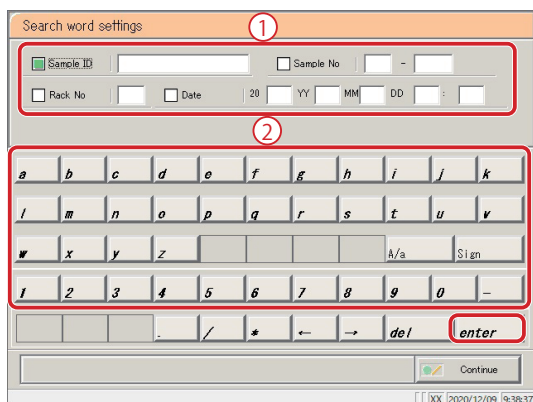 Search word settings
1
Sample ID Sample No -
Rack No Date 20 YY MM DD :
2
a b c d e f g h i j k
l m n o p q r s t u v
w x y z A/a Sign
1 2 3 4 5 6 7 8 9 0 -
. / * ← → del enter
Continue
XX 2020/12/09 9:38:37